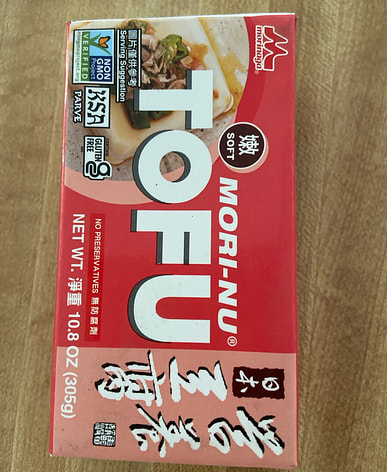 圖片僅供參考
Serving Suggestion
NON
GMO
Project
VERIFIED
KSA
PARVE
GLUTEN
FREE
morinaga
嫩
SOFT
MORI-NU®
TOFU
NO PRESERVATIVES 無防腐劑
NET WT. 淨重 10.8 OZ (305g)
日本
豆腐